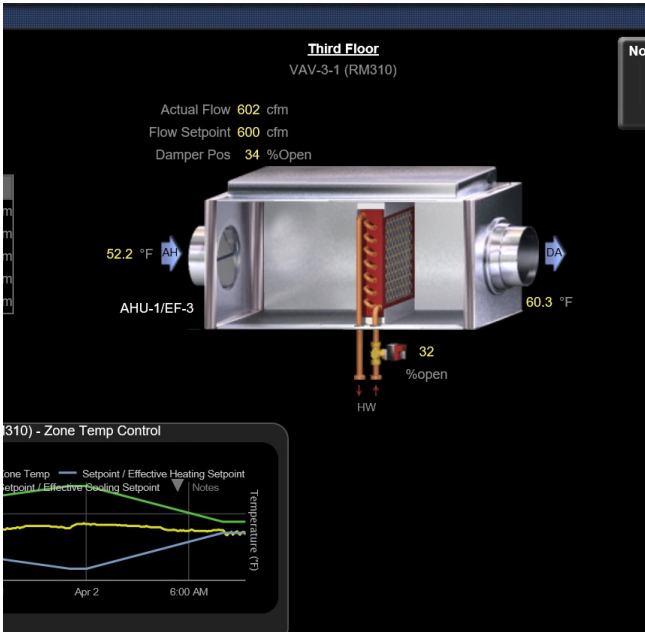 Third Floor
No
VAV-3-1 (RM310)
Actual Flow 602 cfm
Flow Setpoint 600 cfm
Damper Pos 34 %Open
m
m
m
m
52.2 °F AH
DA
AHU-1/EF-3
60.3 °F
32
%open
HW
310) - Zone Temp Control
Zone Temp Setpoint / Effective Heating Setpoint
Setpoint / Effective Cooling Setpoint Notes
Temperature (°F)
Apr 2 6:00 AM